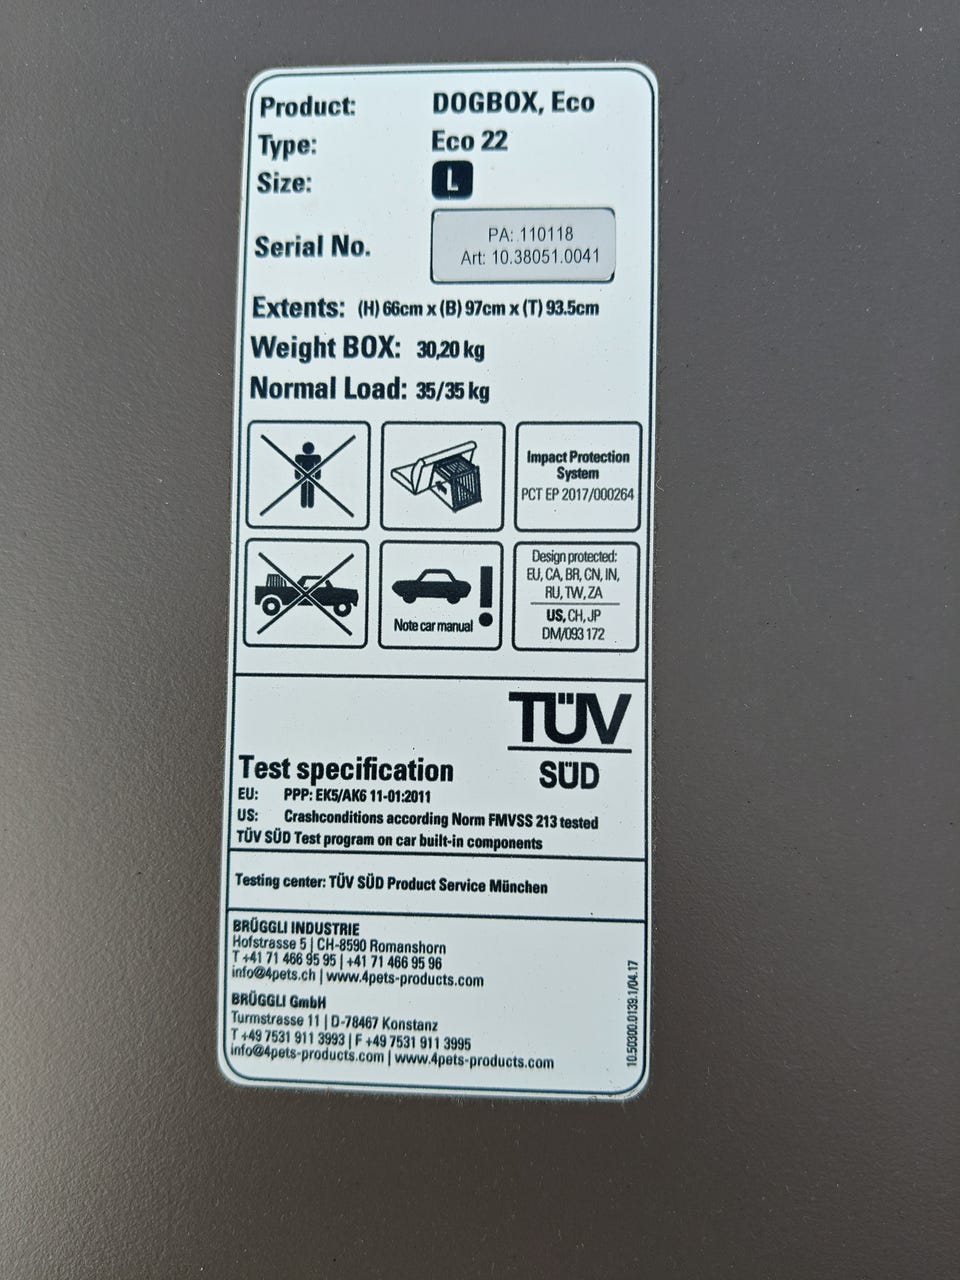 Product: DOGBOX, Eco
Type: Eco 22
Size: L
Serial No. PA: 110118
Art: 10.38051.0041
Extents: (H) 66cm x (B) 97cm x (T) 93.5cm
Weight BOX: 30,20 kg
Normal Load: 35/35 kg
Impact Protection
System
PCT EP 2017/000264
Note car manual
Design protected:
EU, CA, BR, CN, IN,
RU, TW, ZA
US, CH, JP
DM/093 172
TÜV
SÜD
Test specification
EU: PPP: EK5/AK6 11-01:2011
US: Crashconditions according Norm FMVSS 213 tested
TÜV SÜD Test program on car built-in components
Testing center: TÜV SÜD Product Service München
BRÜGGLI INDUSTRIE
Hofstrasse 5 | CH-8590 Romanshorn
T +41 71 466 95 95 | +41 71 466 95 96
info@4pets.ch | www.4pets-products.com
BRÜGGLI GmbH
Turmstrasse 11 | D-78467 Konstanz
T +49 7531 911 3993 | F +49 7531 911 3995
info@4pets-products.com | www.4pets-products.com
10.50300.0139.1/04.17